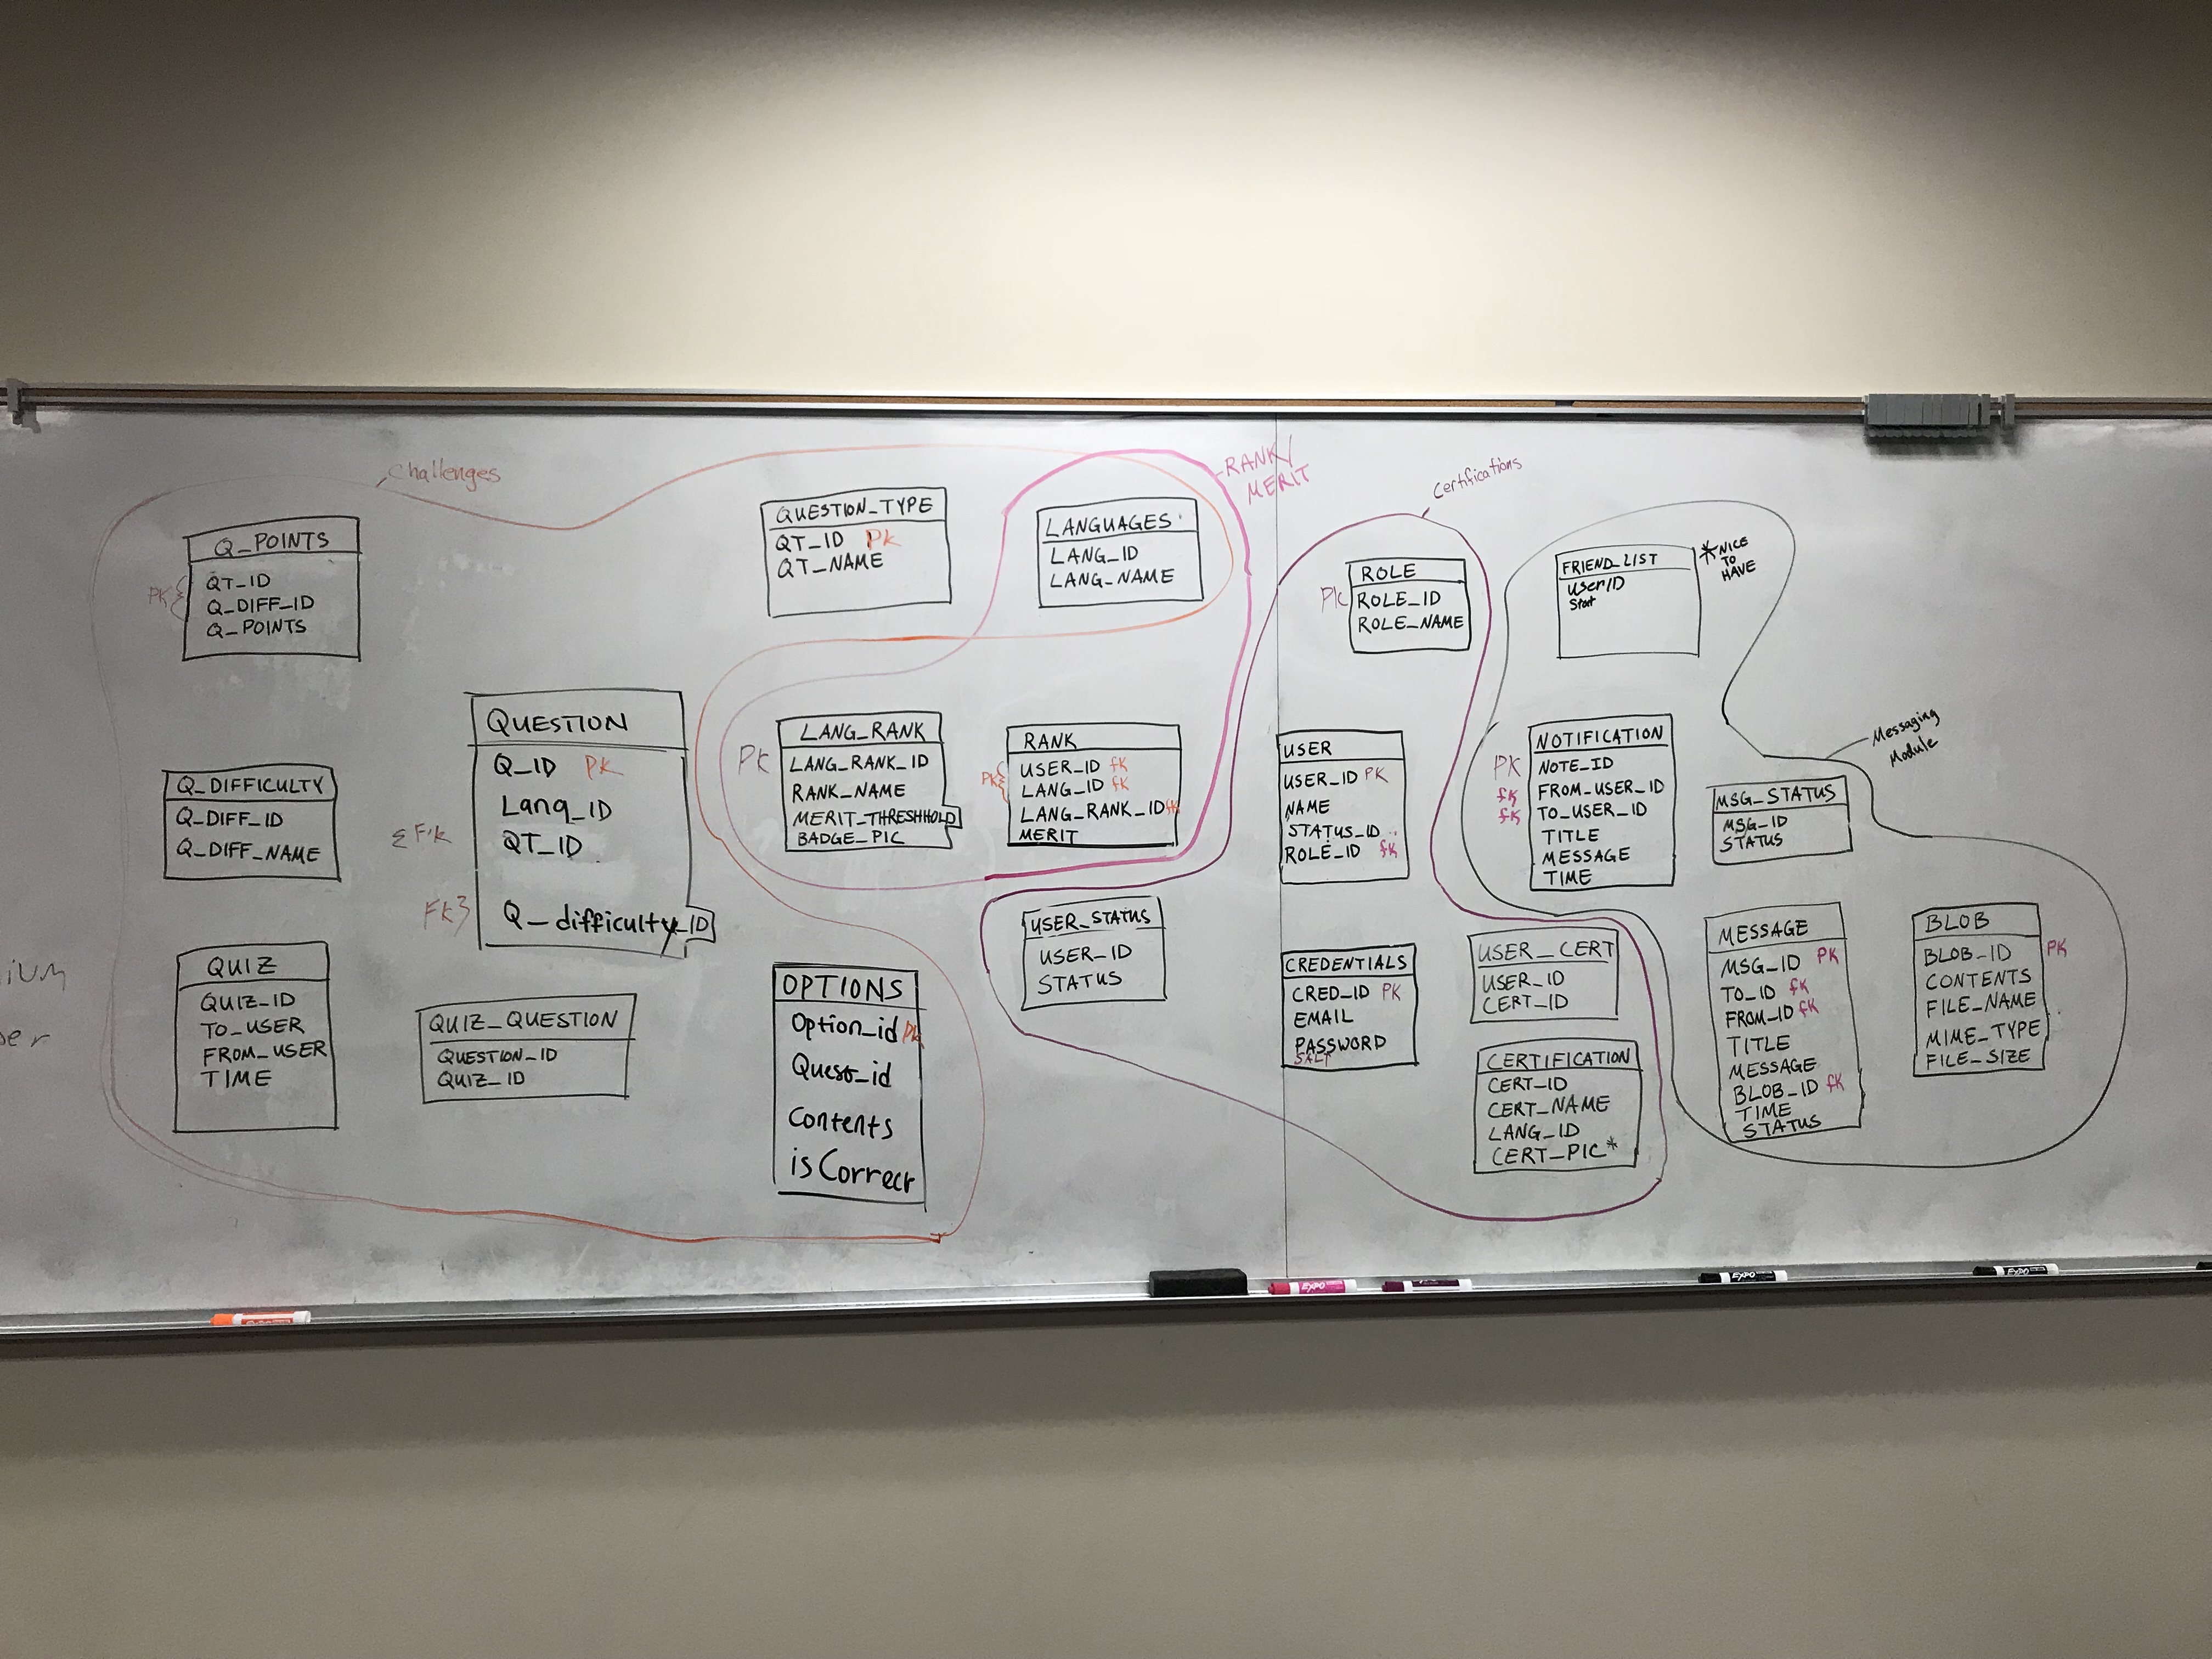 Challenges
RANK/
MERIT
Certifications
Q_POINTS
PK
QT_ID
Q_DIFF_ID
Q_POINTS
QUESTION_TYPE
QT_ID PK
QT_NAME
LANGUAGES
LANG_ID
LANG_NAME
ROLE
PK ROLE_ID
ROLE_NAME
FRIEND_LIST
USERID
Start
*NICE
TO
HAVE
Q_DIFFICULTY
Q_DIFF_ID
Q_DIFF_NAME
QUESTION
Q_ID PK
Lang_ID
FK QT_ID
FK Q_difficulty_ID
LANG_RANK
PK LANG_RANK_ID
RANK_NAME
MERIT_THRESHHOLD
BADGE_PIC
RANK
PK
USER_ID fK
LANG_ID fK
LANG_RANK_ID fK
MERIT
USER
USER_ID PK
NAME
STATUS_ID
ROLE_ID fK
NOTIFICATION
PK NOTE_ID
fK FROM_USER_ID
fK TO_USER_ID
TITLE
MESSAGE
TIME
Messaging
Module
MSG_STATUS
MSG_ID
STATUS
QUIZ
QUIZ_ID
TO_USER
FROM_USER
TIME
QUIZ_QUESTION
QUESTION_ID
QUIZ_ID
OPTIONS
Option_id PK
Quest_id
Contents
isCorrect
USER_STATUS
USER_ID
STATUS
CREDENTIALS
CRED_ID PK
EMAIL
PASSWORD
SALT
USER_CERT
USER_ID
CERT_ID
CERTIFICATION
CERT_ID
CERT_NAME
LANG_ID
CERT_PIC*
MESSAGE
MSG_ID PK
TO_ID fK
FROM_ID fK
TITLE
MESSAGE
BLOB_ID fK
TIME
STATUS
BLOB
BLOB_ID PK
CONTENTS
FILE_NAME
MIME_TYPE
FILE_SIZE
EXPO
EXPO
EXPO